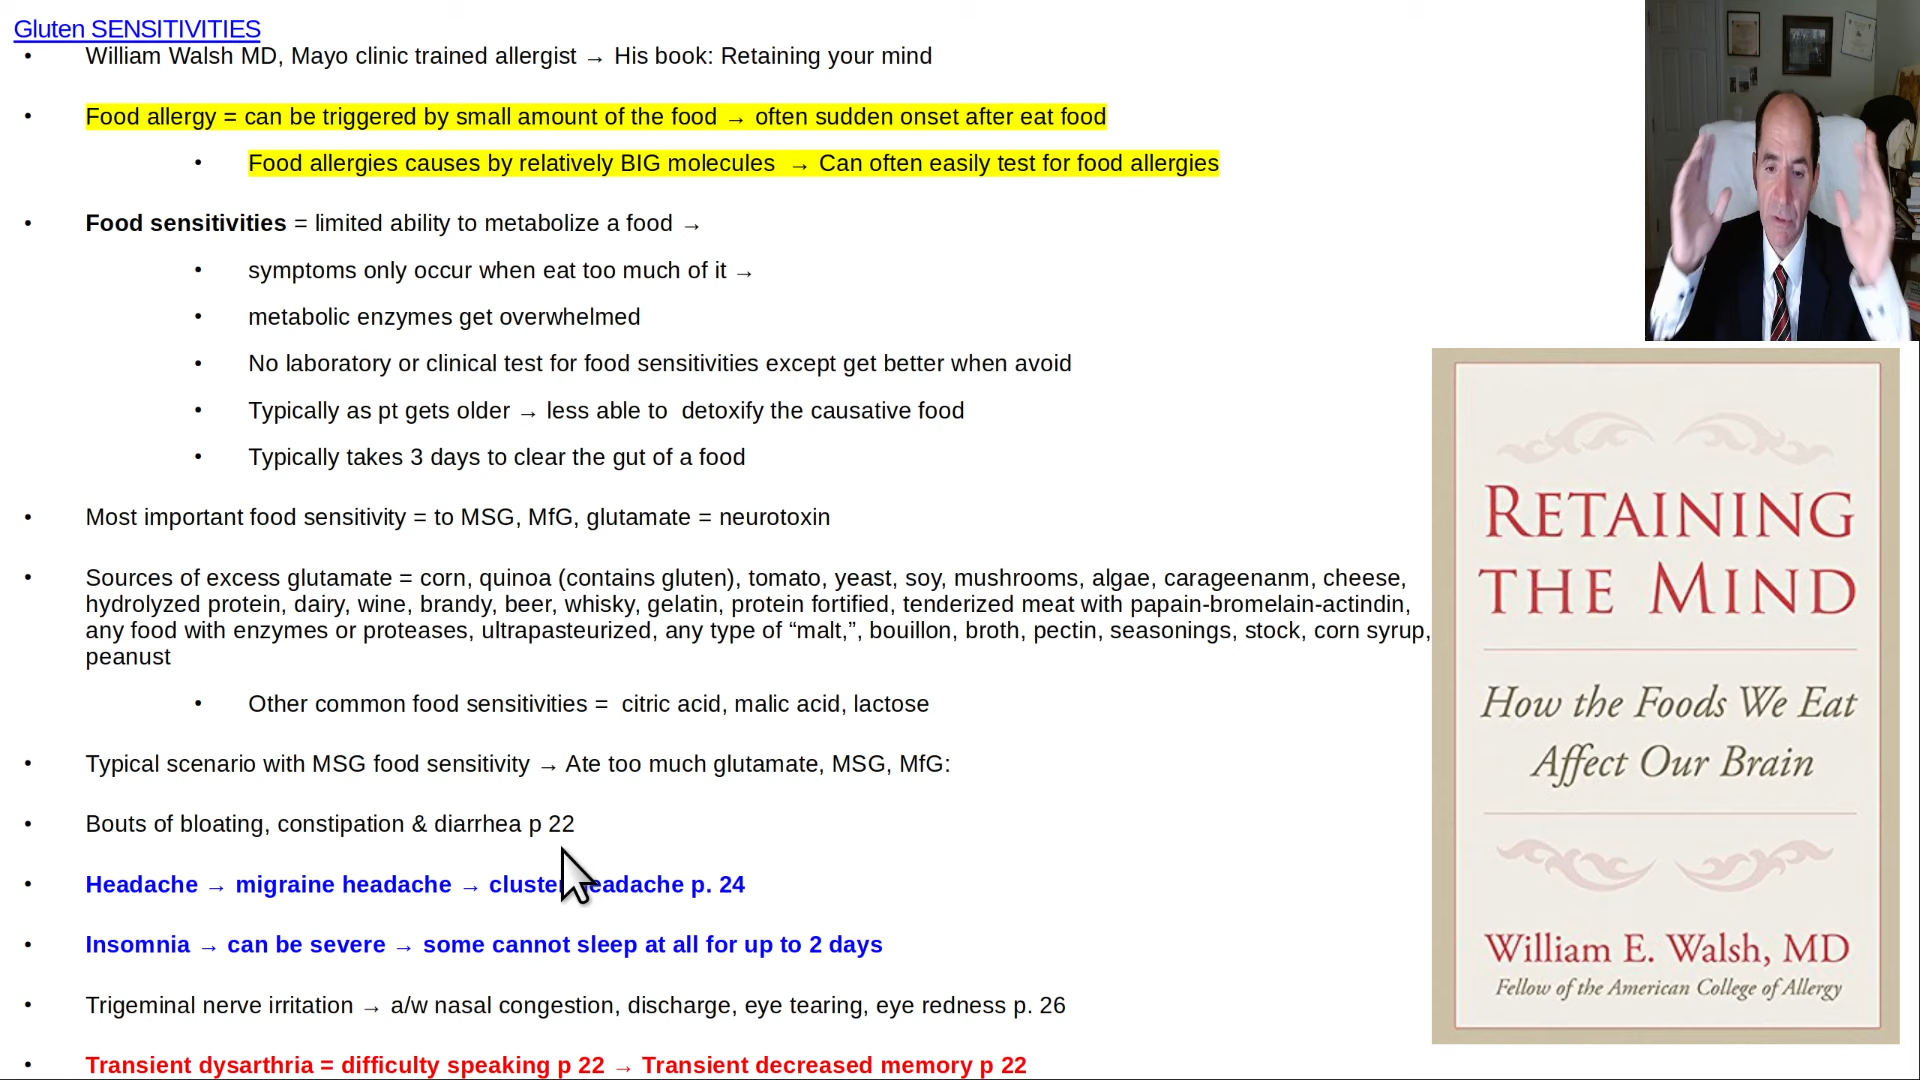 Gluten SENSITIVITIES
• William Walsh MD, Mayo clinic trained allergist → His book: Retaining your mind
• Food allergy = can be triggered by small amount of the food → often sudden onset after eat food
• Food allergies causes by relatively BIG molecules → Can often easily test for food allergies
• Food sensitivities = limited ability to metabolize a food →
• symptoms only occur when eat too much of it →
• metabolic enzymes get overwhelmed
• No laboratory or clinical test for food sensitivities except get better when avoid
• Typically as pt gets older → less able to detoxify the causative food
• Typically takes 3 days to clear the gut of a food
• Most important food sensitivity = to MSG, MfG, glutamate = neurotoxin
• Sources of excess glutamate = corn, quinoa (contains gluten), tomato, yeast, soy, mushrooms, algae, carageenanm, cheese,
hydrolyzed protein, dairy, wine, brandy, beer, whisky, gelatin, protein fortified, tenderized meat with papain-bromelain-actindin,
any food with enzymes or proteases, ultrapasteurized, any type of “malt,”, bouillon, broth, pectin, seasonings, stock, corn syrup,
peanust
• Other common food sensitivities = citric acid, malic acid, lactose
• Typical scenario with MSG food sensitivity → Ate too much glutamate, MSG, MfG:
• Bouts of bloating, constipation & diarrhea p 22
• Headache → migraine headache → cluster headache p. 24
• Insomnia → can be severe → some cannot sleep at all for up to 2 days
• Trigeminal nerve irritation → a/w nasal congestion, discharge, eye tearing, eye redness p. 26
• Transient dysarthria = difficulty speaking p 22 → Transient decreased memory p 22
RETAINING
THE MIND
How the Foods We Eat
Affect Our Brain
William E. Walsh, MD
Fellow of the American College of Allergy